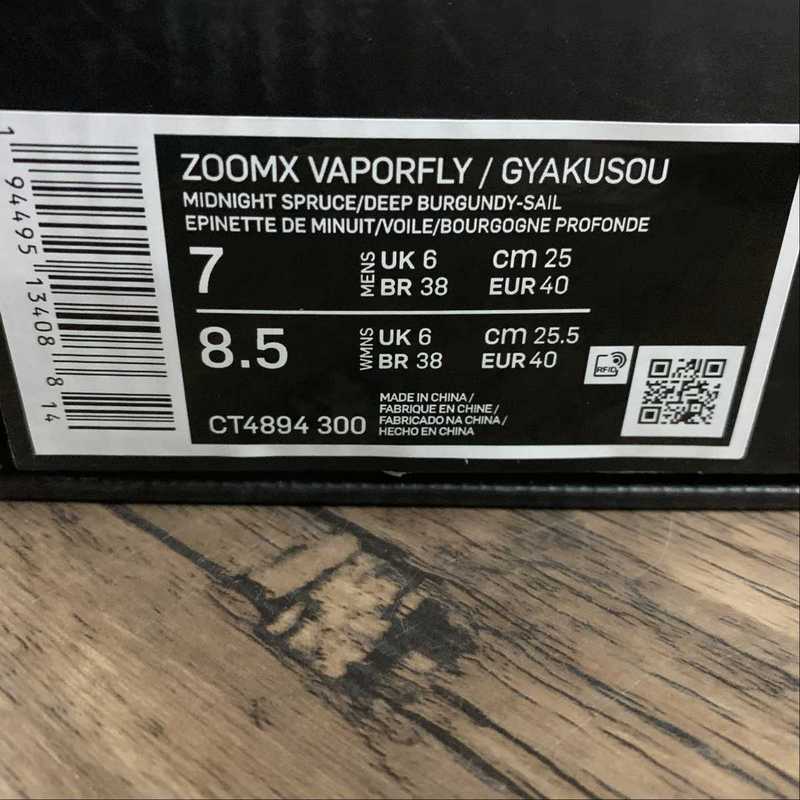 ZOOMX VAPORFLY / GYAKUSOU
MIDNIGHT SPRUCE/DEEP BURGUNDY-SAIL
EPINETTE DE MINUIT/VOILE/BOURGOGNE PROFONDE
7 MENS UK 6 cm 25
BR 38 EUR 40
8.5 WMNS UK 6 cm 25.5
BR 38 EUR 40
RFID
CT4894 300
MADE IN CHINA /
FABRIQUE EN CHINE /
FABRICADO NA CHINA /
HECHO EN CHINA
1 94495 13408 8 14